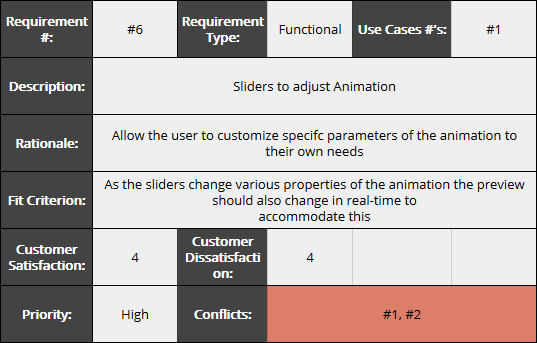 Requirement #: #6 Requirement Type: Functional Use Cases #'s: #1
Description: Sliders to adjust Animation
Rationale: Allow the user to customize specifc parameters of the animation to
their own needs
Fit Criterion: As the sliders change various properties of the animation the preview
should also change in real-time to
accommodate this
Customer Satisfaction: 4 Customer Dissatisfacti on: 4
Priority: High Conflicts: #1, #2